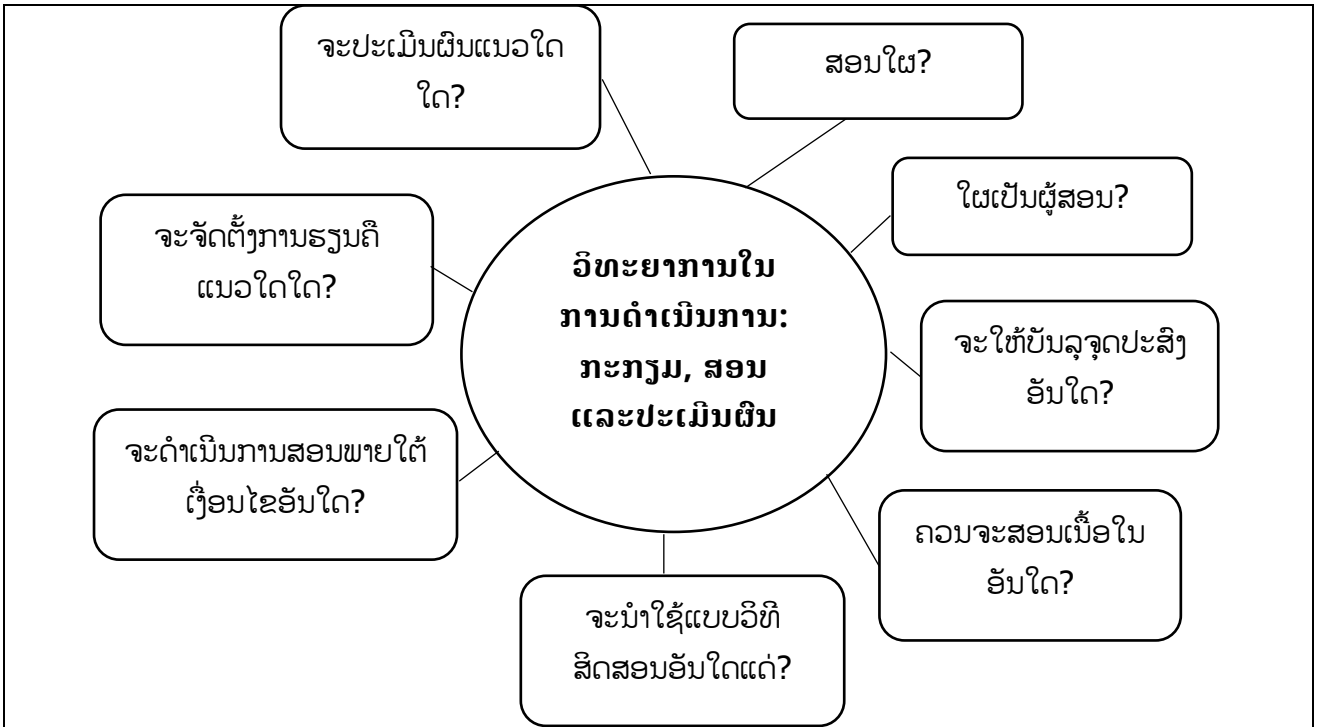 ຈະປະເມີນຜົນແນວໃດ
ໃດ?
ສອນໃຜ?
ໃຜເປັນຜູ້ສອນ?
ຈະຈັດຕັ້ງການຮຽນຄື
ແນວໃດໃດ?
ວິທະຍາການໃນ
ການດຳເນີນການ:
ກະກຽມ, ສອນ
ແລະປະເມີນຜົນ
ຈະໃຫ້ບັນລຸຈຸດປະສົງ
ອັນໃດ?
ຈະດຳເນີນການສອນພາຍໃຕ້
ເງື່ອນໄຂອັນໃດ?
ຄວນຈະສອນເນື້ອໃນ
ອັນໃດ?
ຈະນຳໃຊ້ແບບວິທີ
ສິດສອນອັນໃດແດ່?